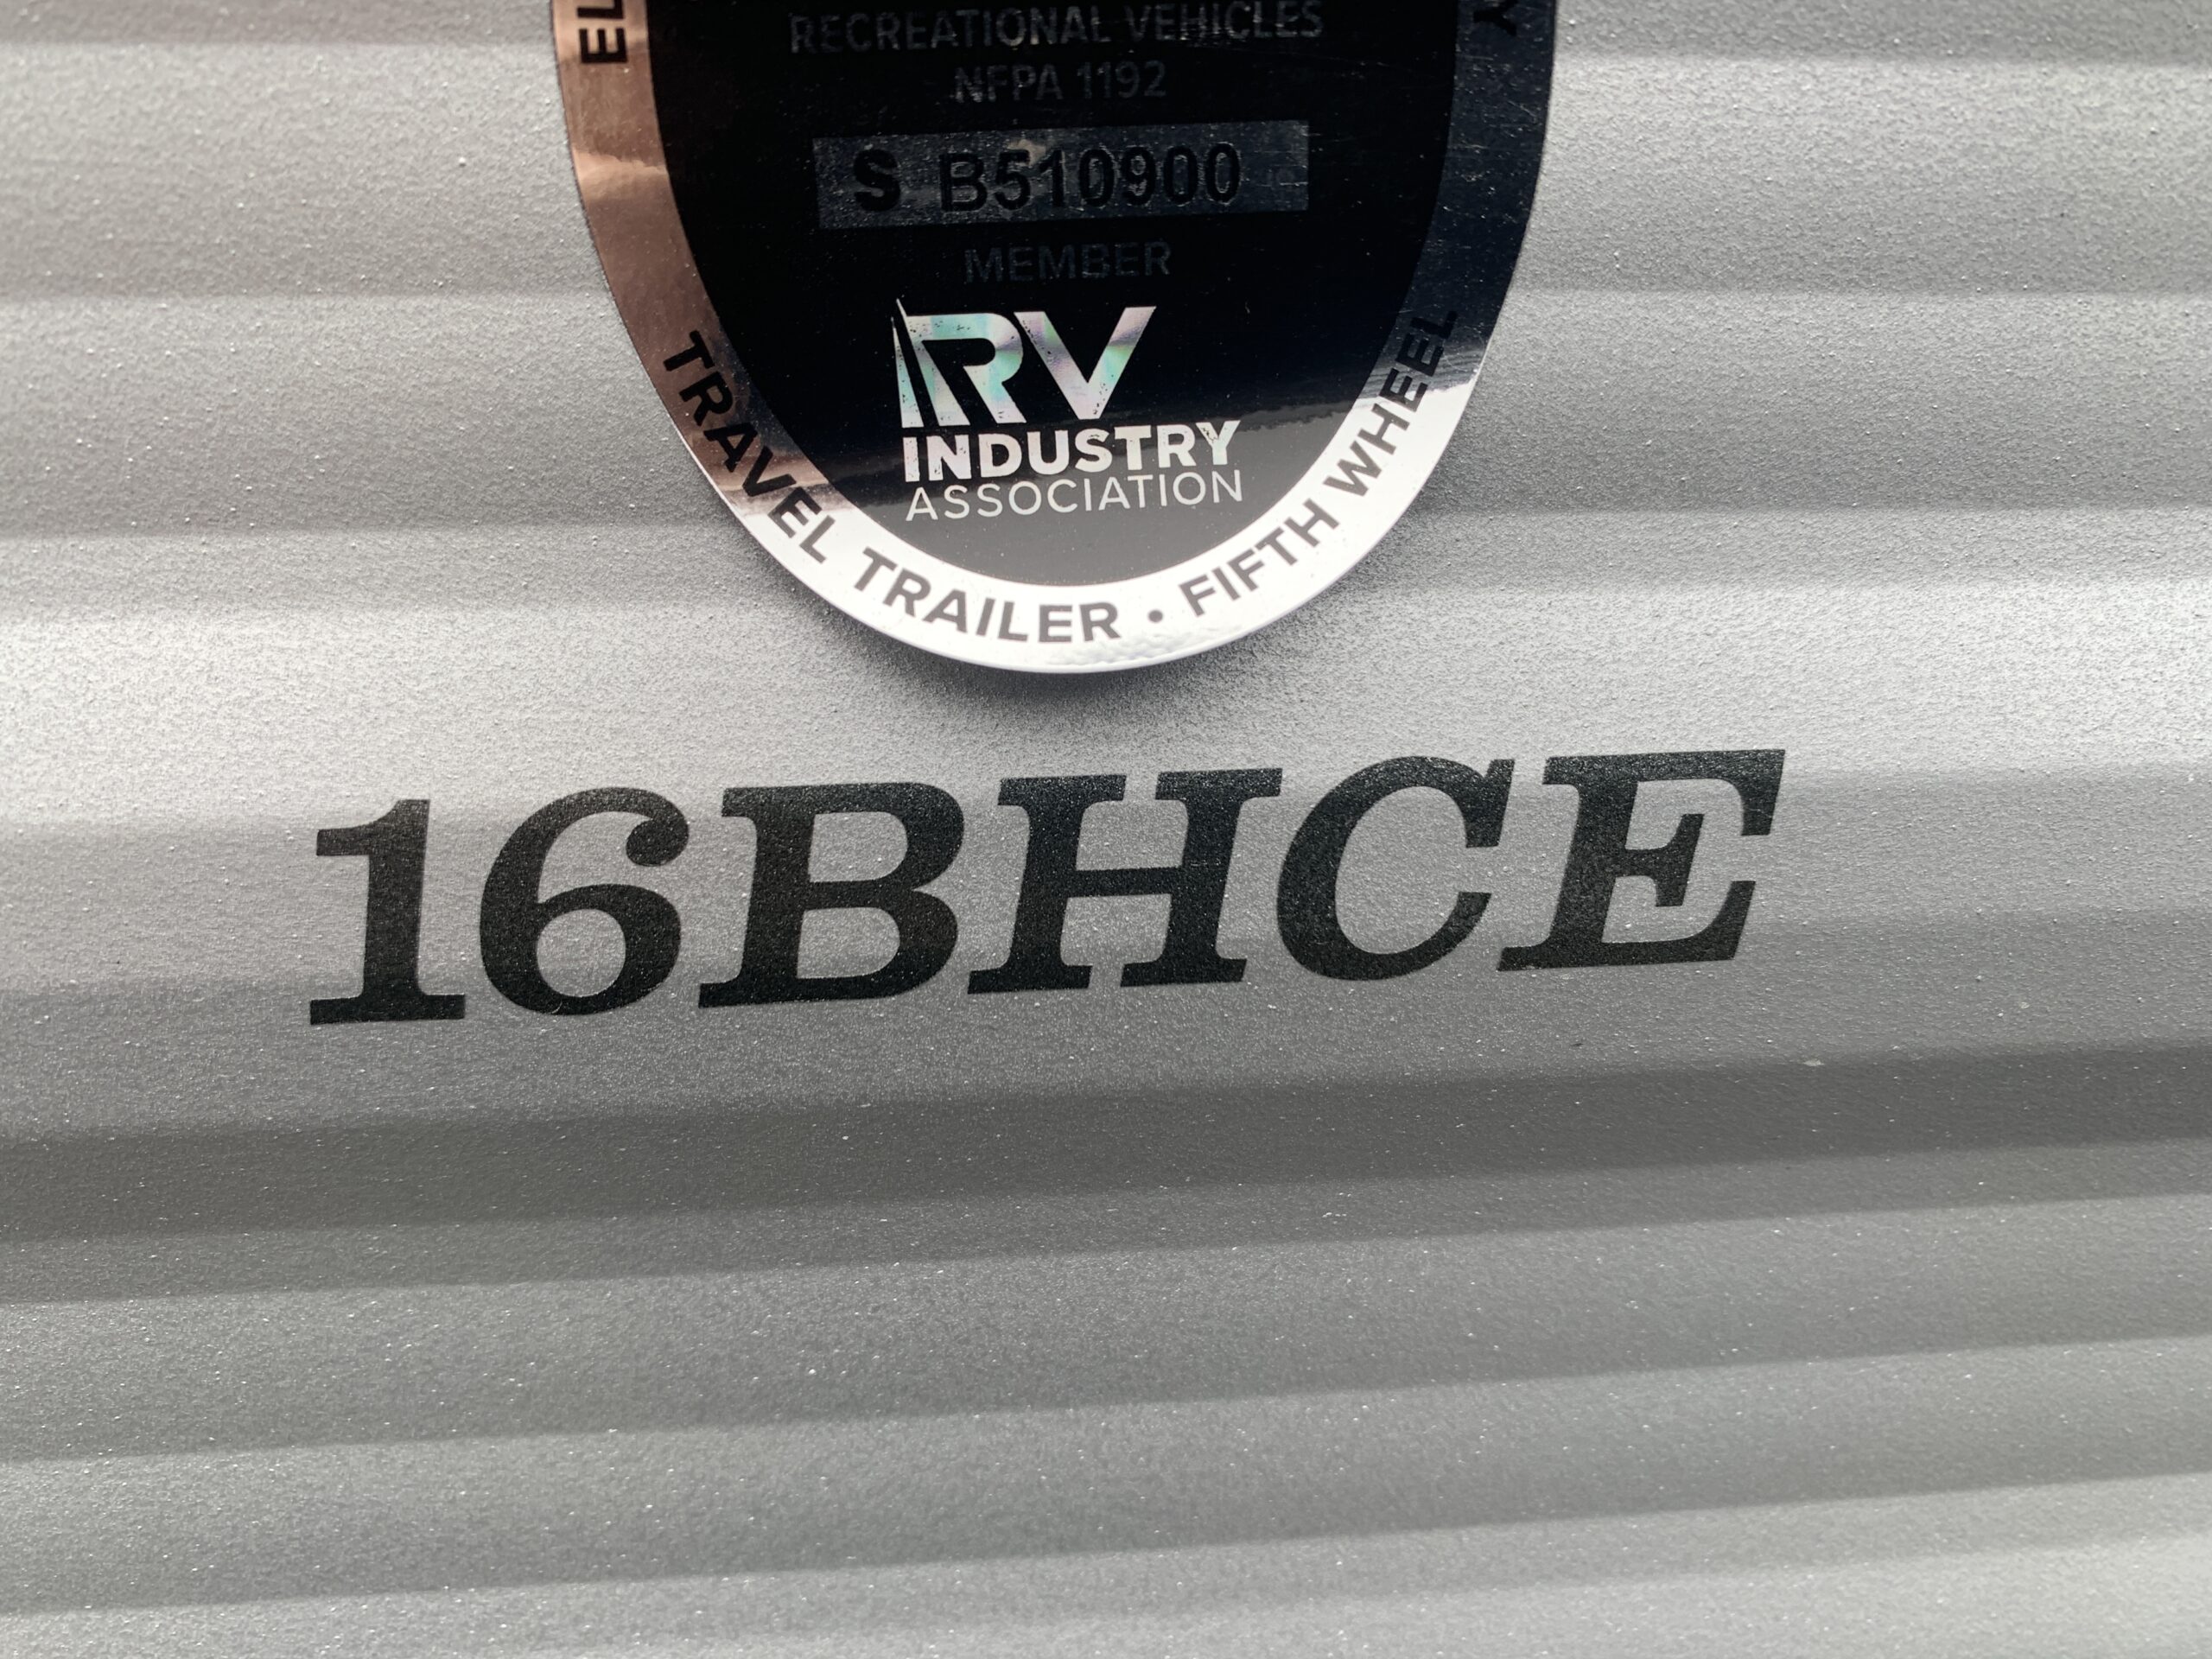 RECREATIONAL VEHICLES
NFPA 1192
S B510900
MEMBER
RV
INDUSTRY
ASSOCIATION
TRAVEL TRAILER • FIFTH WHEEL
16BHCE